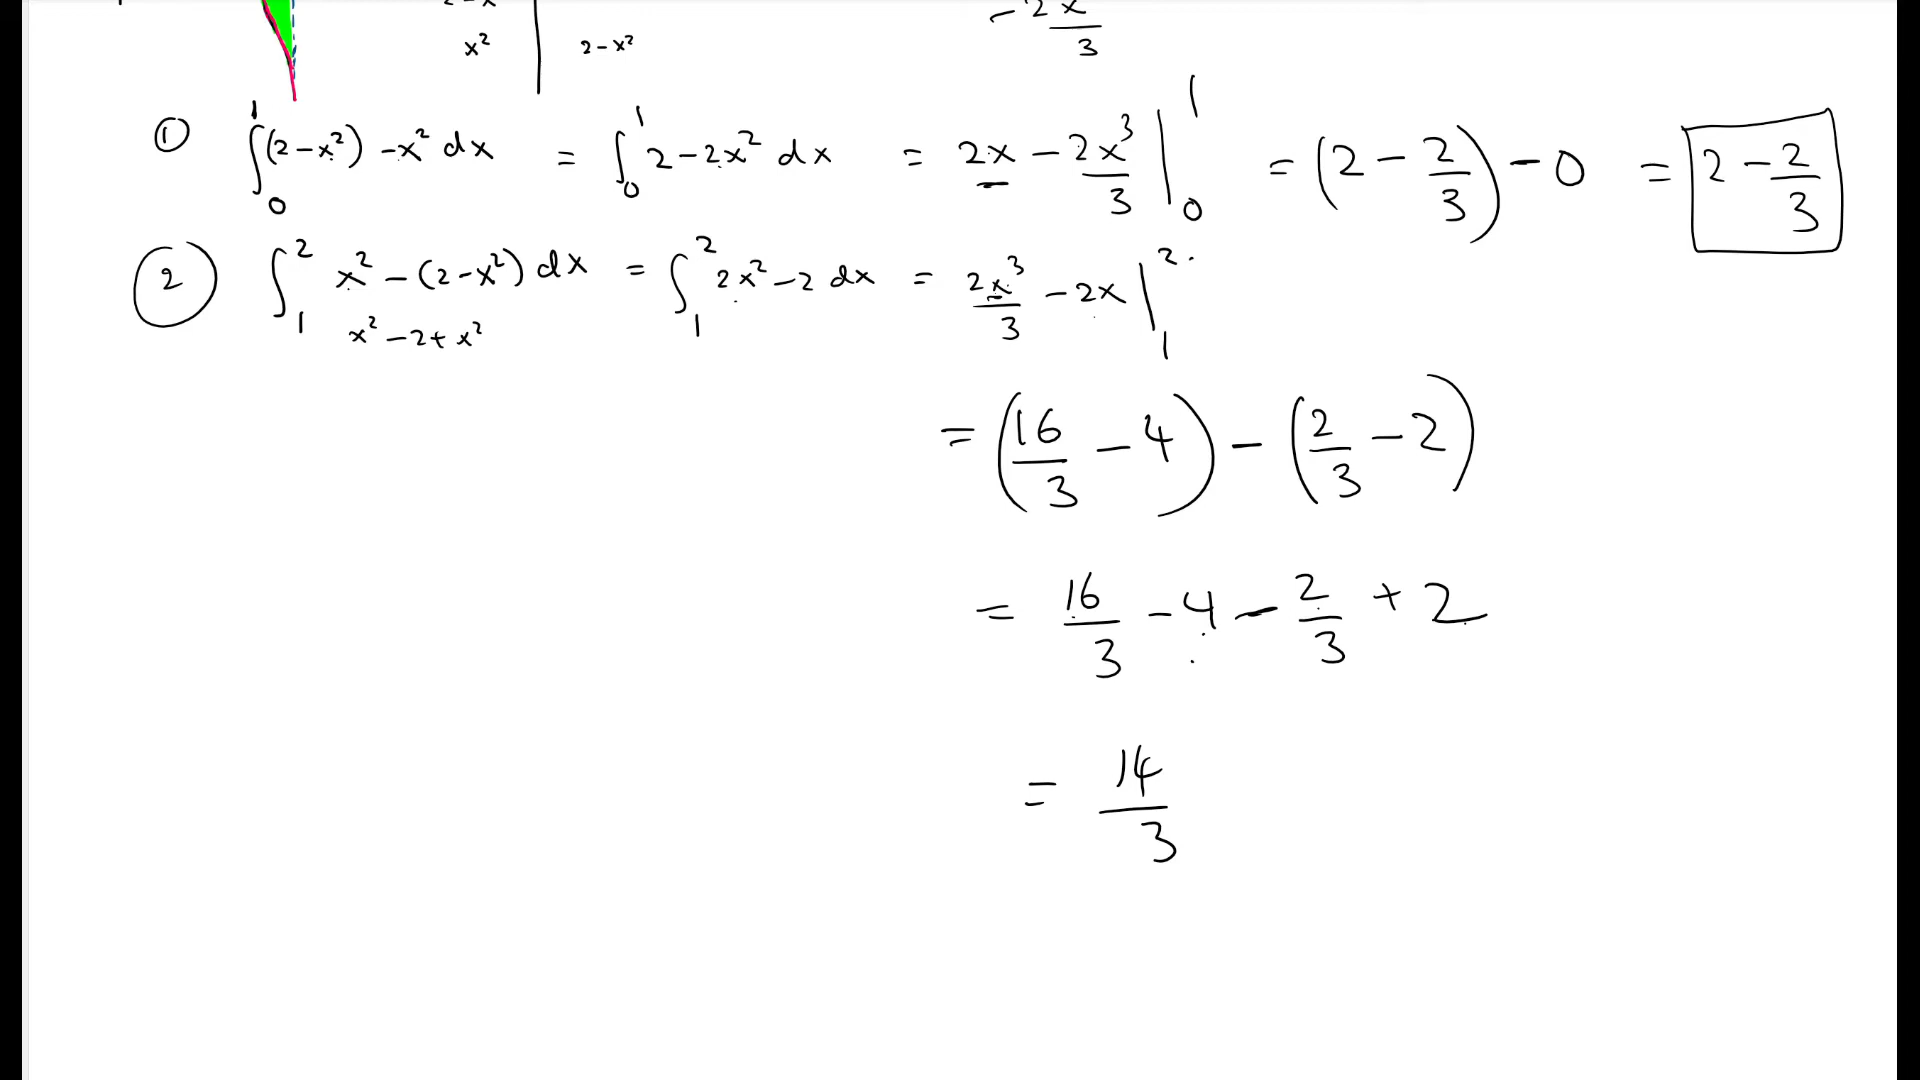 x² 2-x²
-2x/3
① ∫₀¹ (2-x²) -x² dx = ∫₀¹ 2-2x² dx = 2x - 2x³/3 |₀¹ = (2 - 2/3) - 0 = 2 - 2/3
② ∫₁² x² - (2-x²) dx = ∫₁² 2x² - 2 dx = 2x³/3 - 2x |₁²
x² - 2 + x²
= (16/3 - 4) - (2/3 - 2)
= 16/3 - 4 - 2/3 + 2
= 14/3